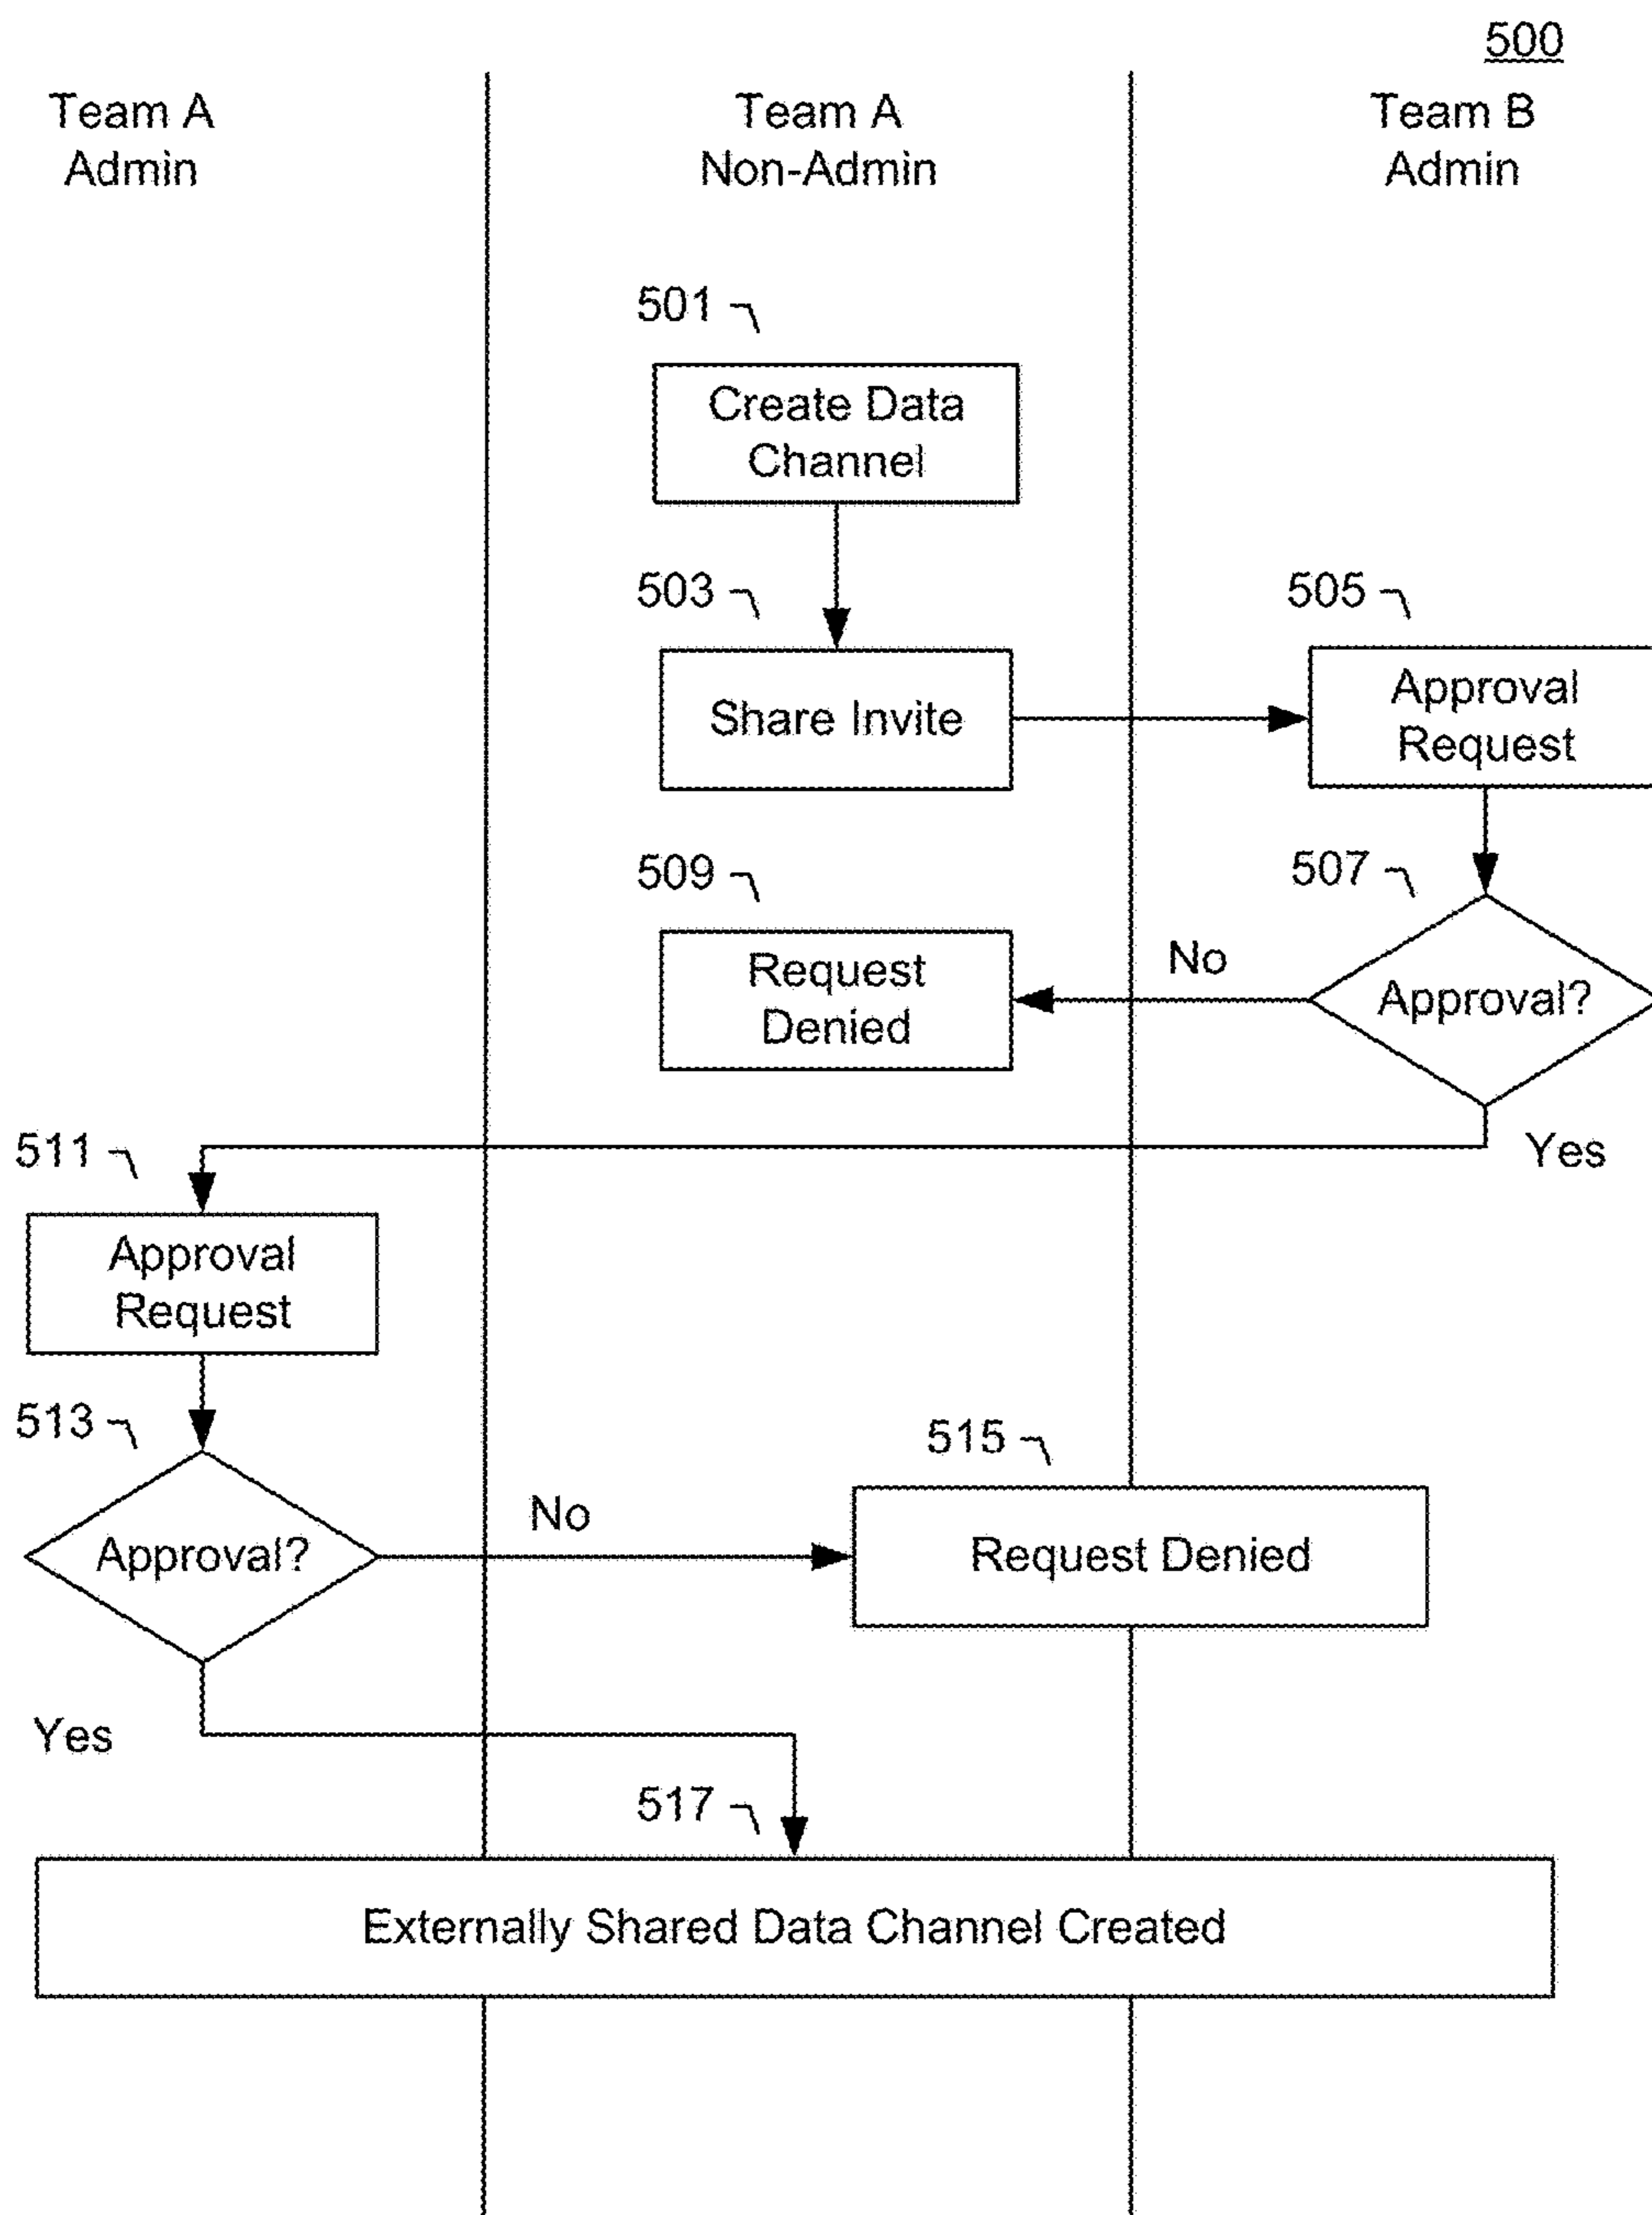 500
Team A
Admin
Team A
Non-Admin
Team B
Admin
501
Create Data
Channel
503
Share Invite
505
Approval
Request
507
Approval?
No
509
Request
Denied
Yes
511
Approval
Request
513
Approval?
No
515
Request Denied
Yes
517
Externally Shared Data Channel Created